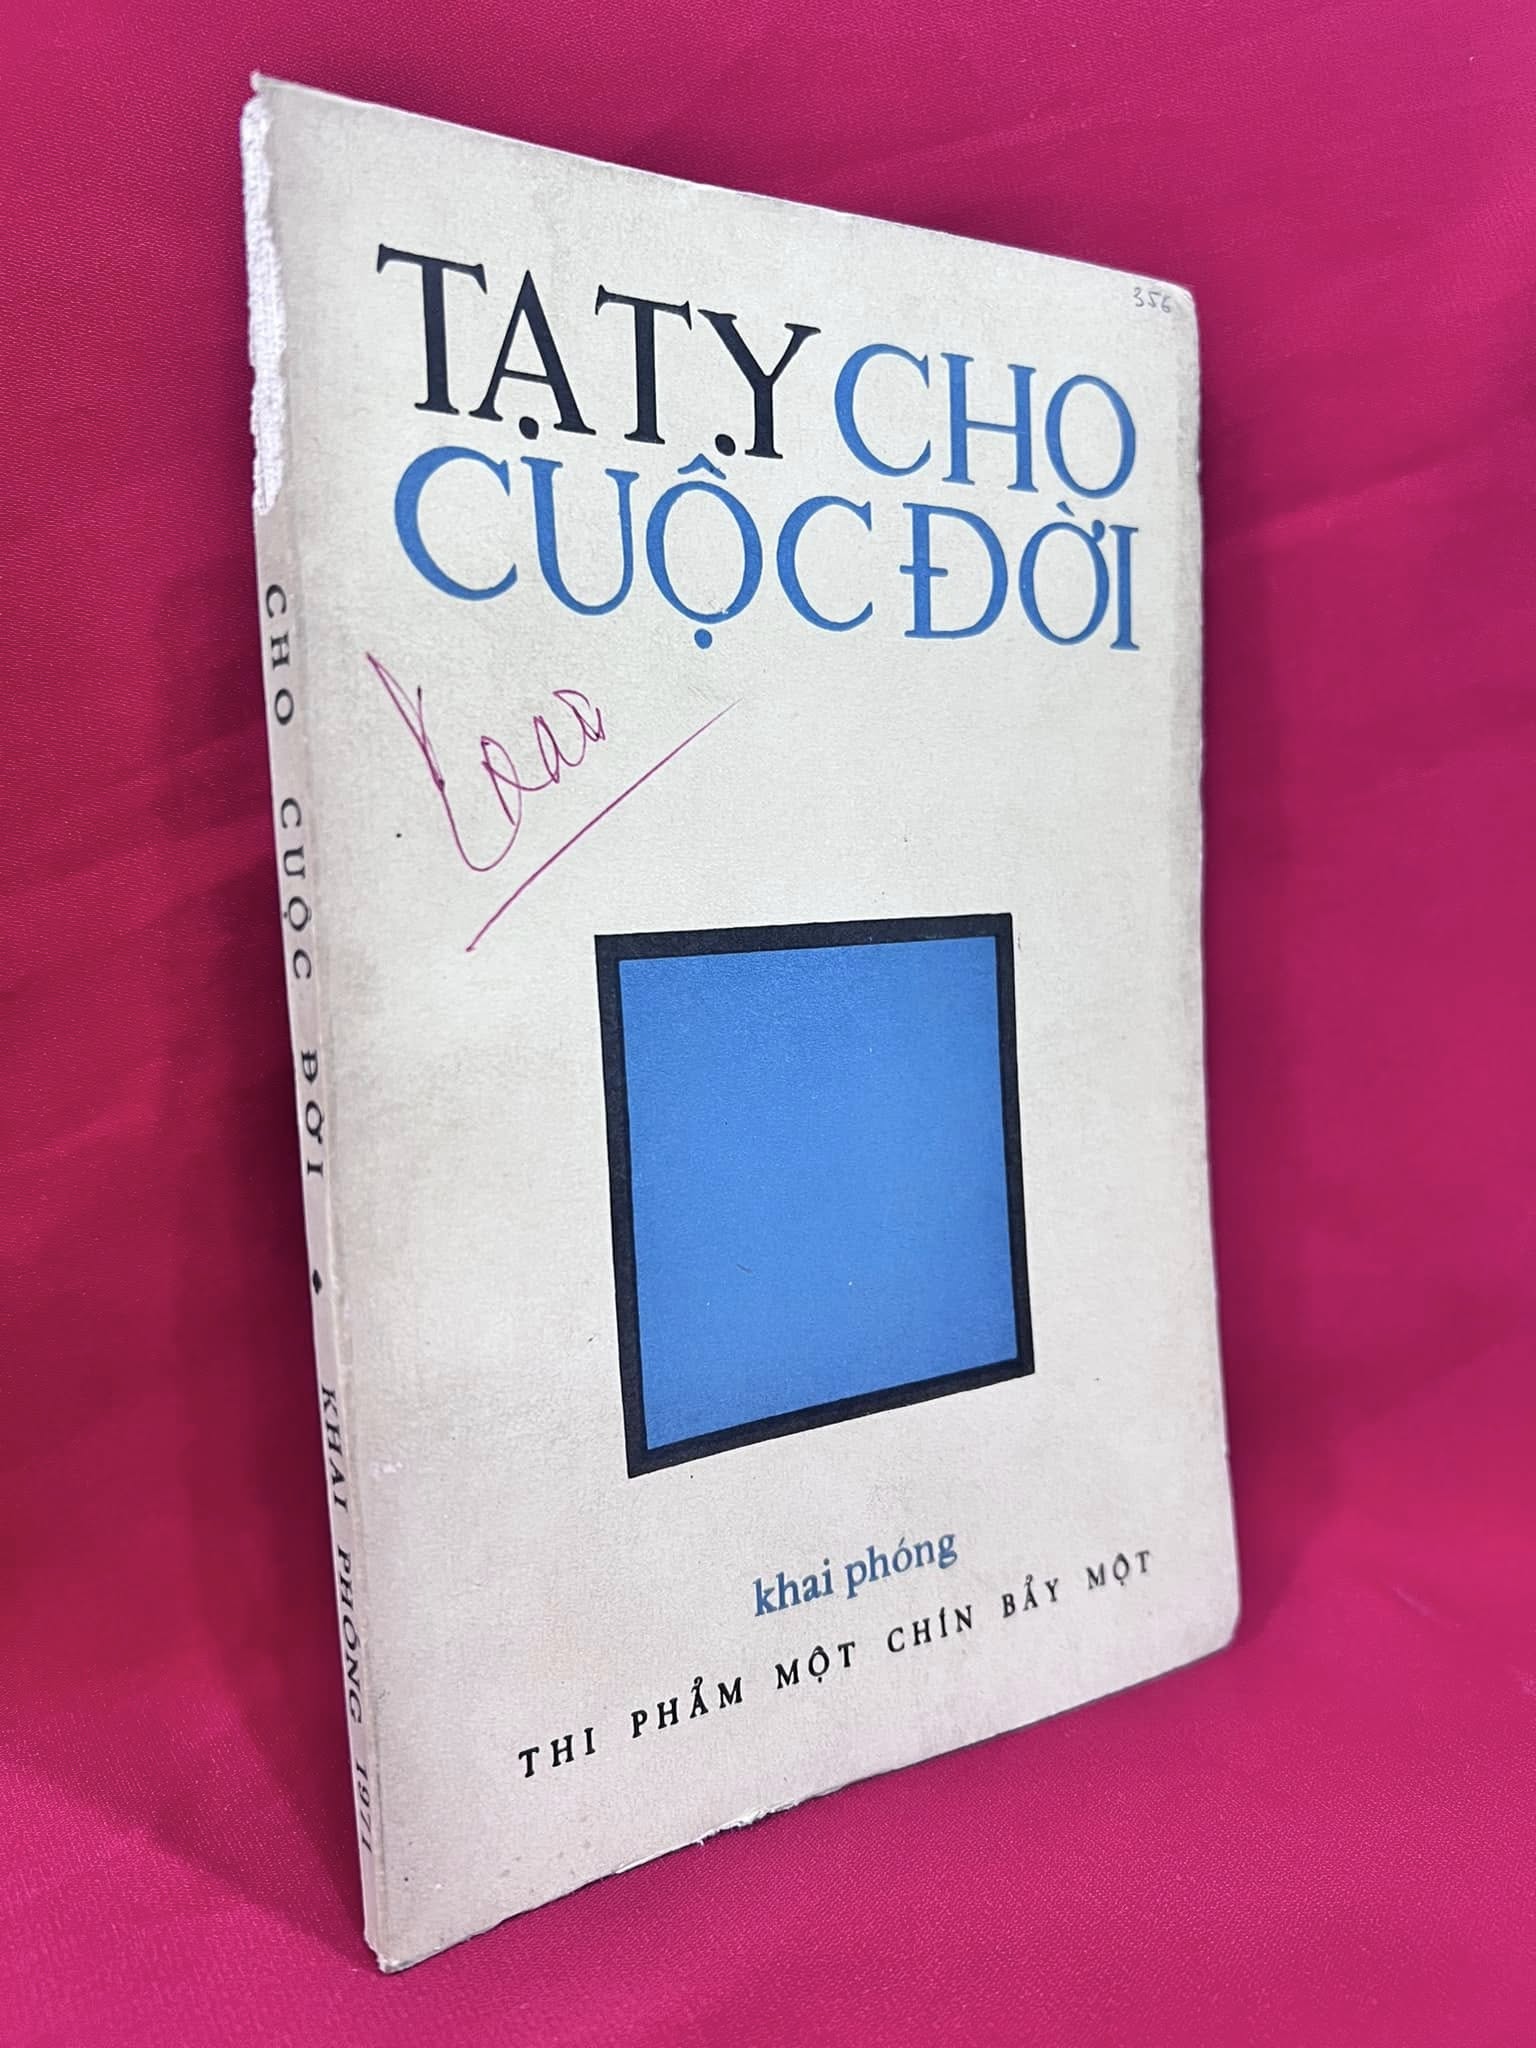 356
TẠ TỴ CHO
CUỘC ĐỜI
khai phóng
THI PHẨM MỘT CHÍN BẢY MỘT
CHO CUỘC ĐỜI ♦ KHAI PHÓNG 1971